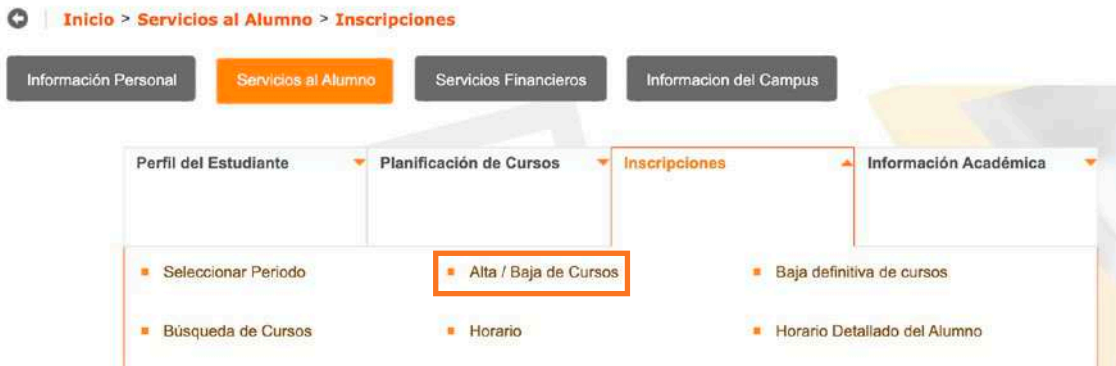 Inicio > Servicios al Alumno > Inscripciones
Información Personal Servicios al Alumno Servicios Financieros Informacion del Campus
Perfil del Estudiante Planificación de Cursos Inscripciones Información Académica
Seleccionar Periodo Alta / Baja de Cursos Baja definitiva de cursos
Búsqueda de Cursos Horario Horario Detallado del Alumno